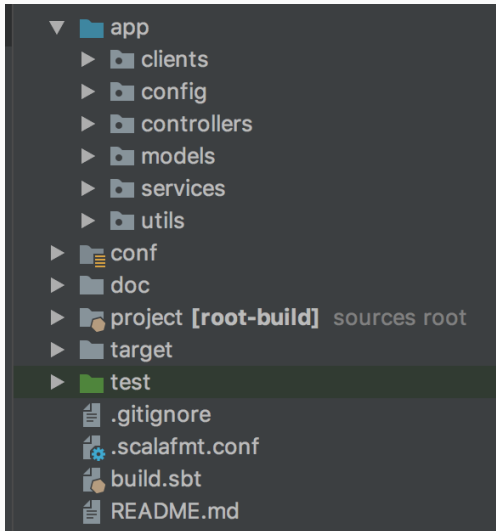 app
clients
config
controllers
models
services
utils
conf
doc
project [root-build] sources root
target
test
.gitignore
.scalafmt.conf
build.sbt
README.md